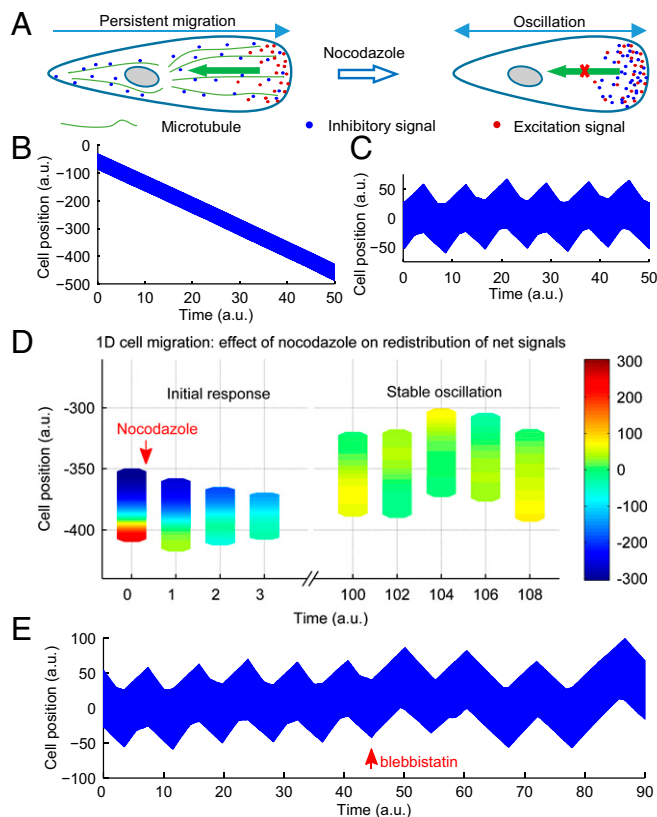 A
Persistent migration
Nocodazole
Oscillation
Microtubule
Inhibitory signal
Excitation signal
B
Cell position (a.u.)
0
−100
−200
−300
−400
−500
0 10 20 30 40 50
Time (a.u.)
C
Cell position (a.u.)
50
0
−50
0 10 20 30 40 50
Time (a.u.)
D
1D cell migration: effect of nocodazole on redistribution of net signals
Initial response
Stable oscillation
Nocodazole
Cell position (a.u.)
-300
-350
-400
0 1 2 3 100 102 104 106 108
Time (a.u.)
300
200
100
0
-100
-200
-300
E
Cell position (a.u.)
100
50
0
−50
−100
blebbistatin
0 10 20 30 40 50 60 70 80 90
Time (a.u.)